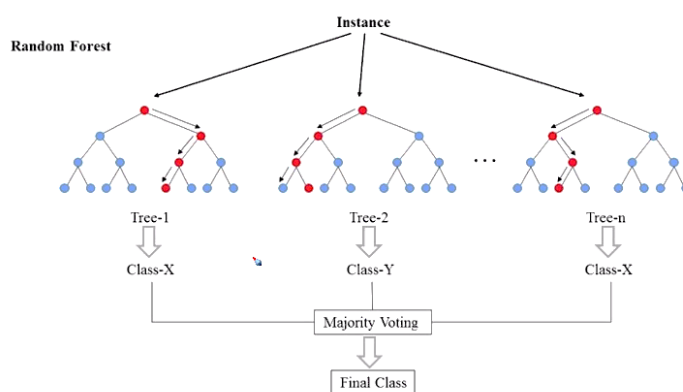 Instance
Random Forest
...
Tree-1 Tree-2 Tree-n
Class-X Class-Y Class-X
Majority Voting
Final Class